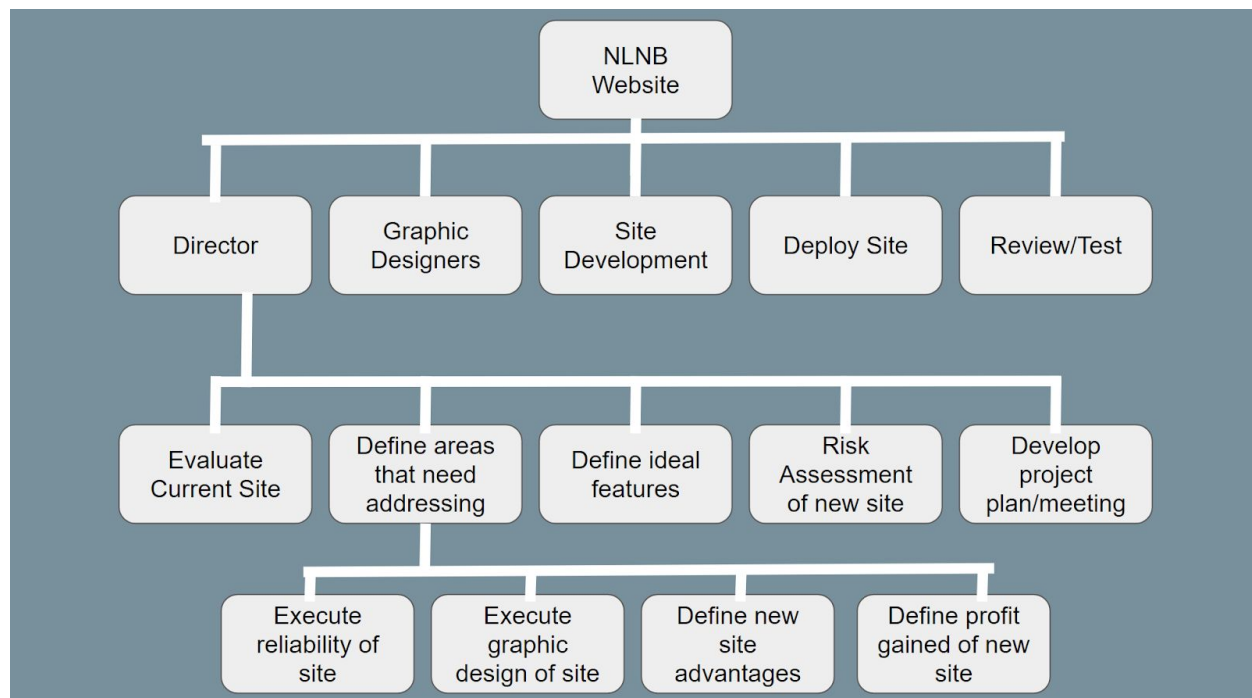 NLNB
Website
Director
Graphic
Designers
Site
Development
Deploy Site
Review/Test
Evaluate
Current Site
Define areas
that need
addressing
Define ideal
features
Risk
Assessment
of new site
Develop
project
plan/meeting
Execute
reliability of
site
Execute
graphic
design of site
Define new
site
advantages
Define profit
gained of new
site